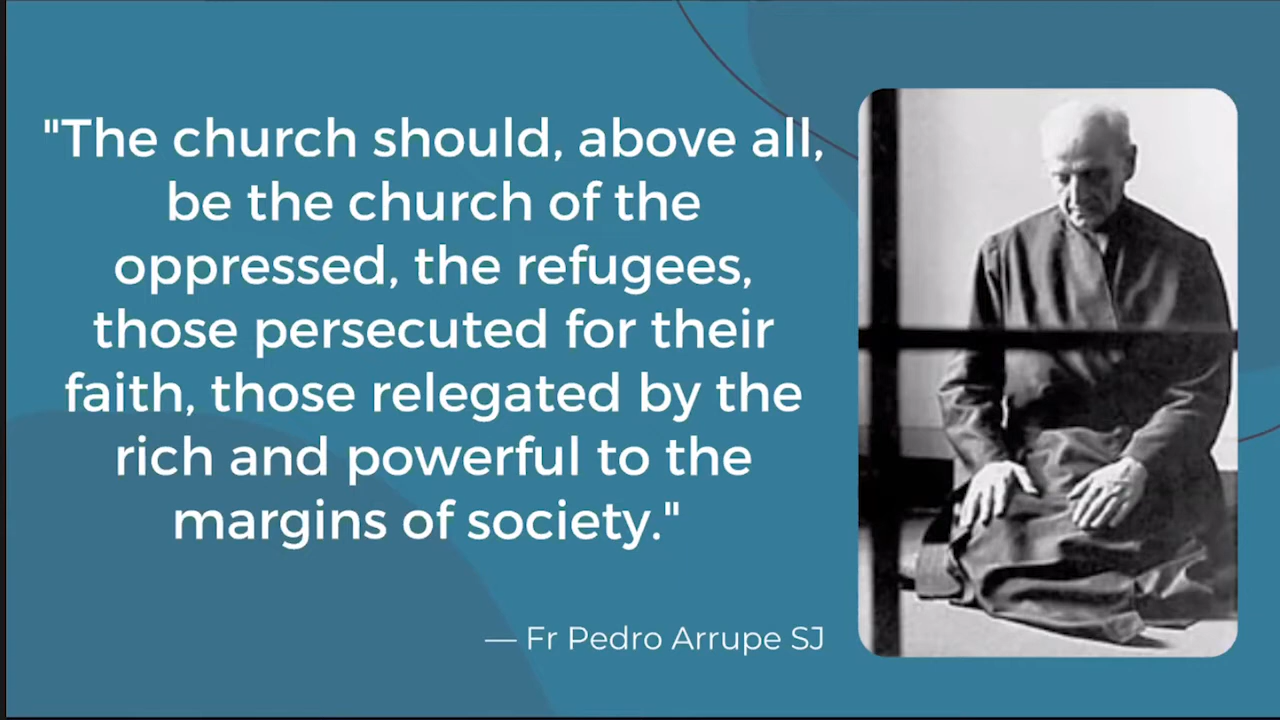 "The church should, above all,
be the church of the
oppressed, the refugees,
those persecuted for their
faith, those relegated by the
rich and powerful to the
margins of society."
— Fr Pedro Arrupe SJ